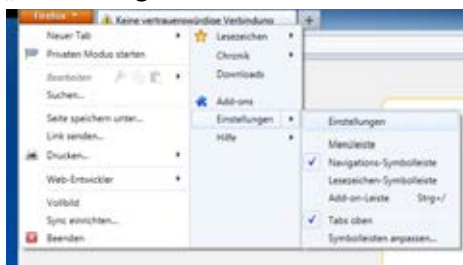 Firefox
Keine vertrauenswürdige Verbindung
+
Neuer Tab
Privaten Modus starten
Bearbeiten
Suchen...
Seite speichern unter...
Link senden...
Drucken...
Web-Entwickler
Vollbild
Sync einrichten...
Beenden
Lesezeichen
Chronik
Downloads
Add-ons
Einstellungen
Hilfe
Einstellungen
Menüleiste
Navigations-Symbolleiste
Lesezeichen-Symbolleiste
Add-on-Leiste Strg+/
Tabs oben
Symbolleisten anpassen...